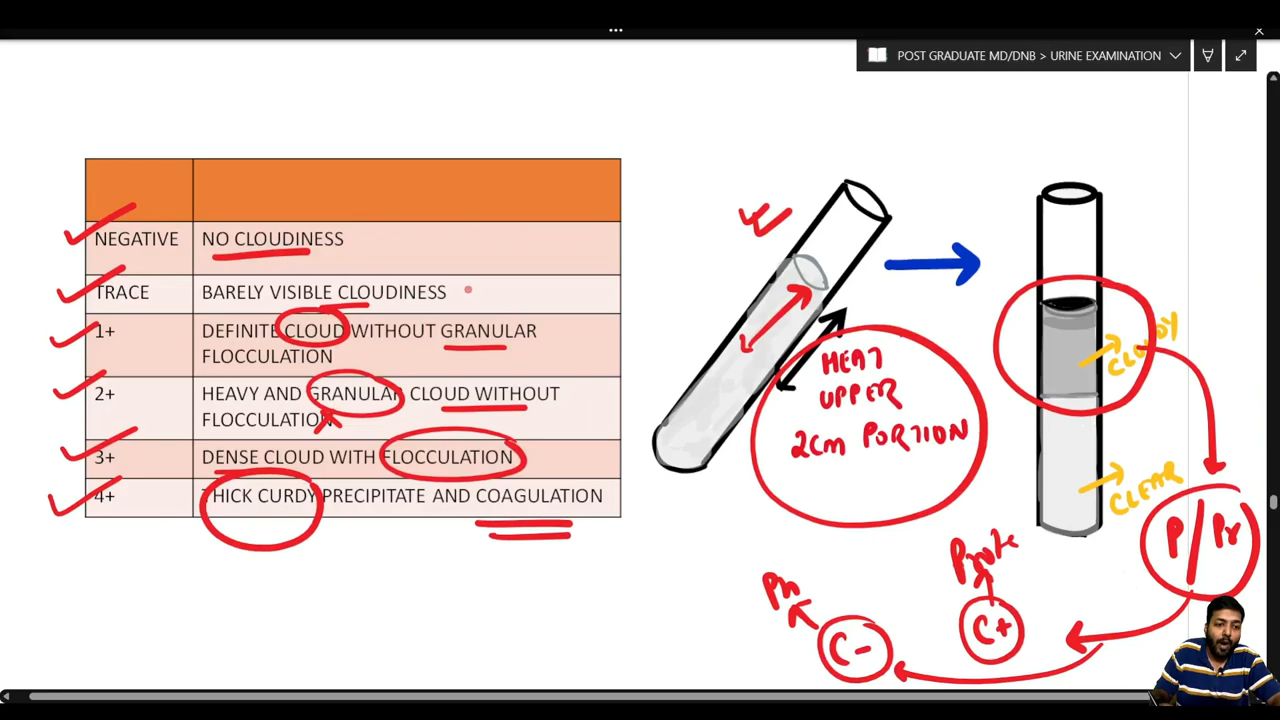 POST GRADUATE MD/DNB > URINE EXAMINATION
NEGATIVE NO CLOUDINESS
TRACE BARELY VISIBLE CLOUDINESS
1+ DEFINITE CLOUD WITHOUT GRANULAR
FLOCCULATION
2+ HEAVY AND GRANULAR CLOUD WITHOUT
FLOCCULATION
3+ DENSE CLOUD WITH FLOCCULATION
4+ THICK CURDY PRECIPITATE AND COAGULATION
HEAT
UPPER
2CM PORTION
CLOUDY
CLEAR
P/Pr
C+
C-
Ph